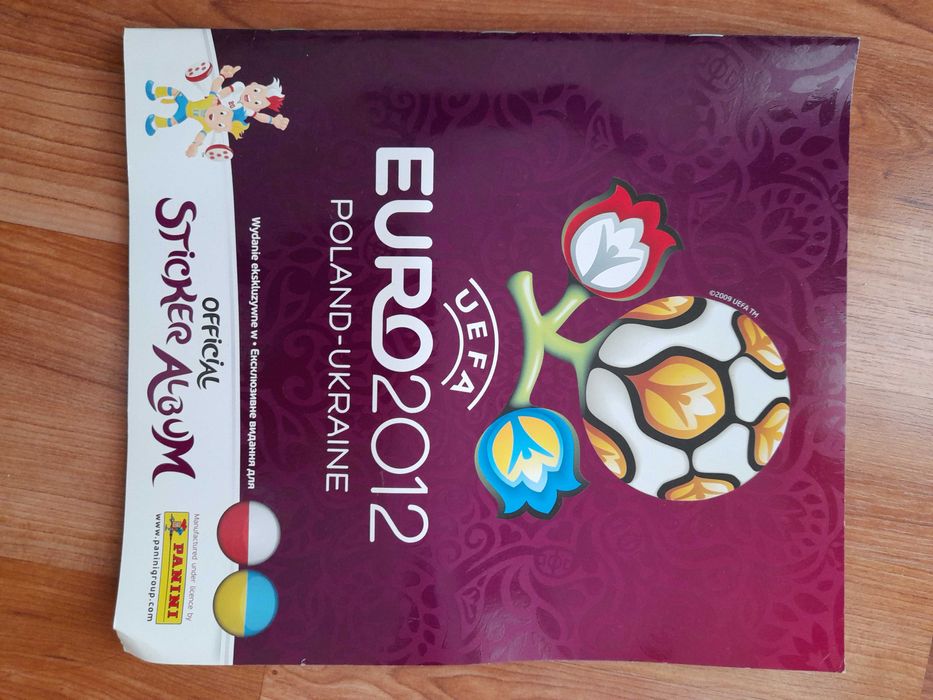 ©2009 UEFA TM
UEFA
EURO2012
POLAND-UKRAINE
Wydanie ekskluzywne w • Ексклюзивне видання для
OFFICIAL
STICKER ALBUM
Manufactured under licence by
PANINI
www.paninigroup.com